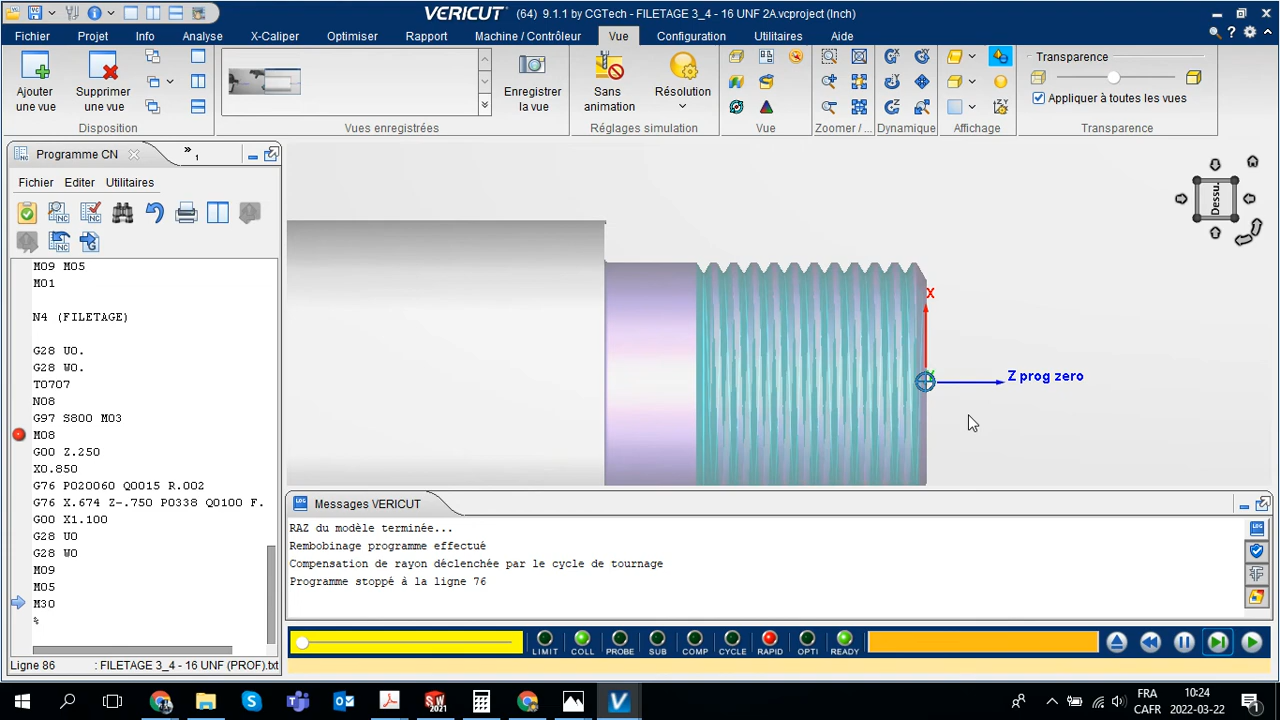 VERICUT (64) 9.1.1 by CGTech - FILETAGE 3_4 - 16 UNF 2A.vcproject (Inch)
Fichier Projet Info Analyse X-Caliper Optimiser Rapport Machine / Contrôleur Vue Configuration Utilitaires Aide
Ajouter
une vue
Supprimer
une vue
Disposition
Vues enregistrées
Enregistrer
la vue
Sans
animation
Résolution
Réglages simulation
Vue
Zoomer / ...
Dynamique
Affichage
Transparence
Appliquer à toutes les vues
Transparence
Programme CN
» 1
Fichier Editer Utilitaires
M09 M05
M01
N4 (FILETAGE)
G28 U0.
G28 W0.
T0707
N08
G97 S800 M03
M08
G00 Z.250
X0.850
G76 P020060 Q0015 R.002
G76 X.674 Z-.750 P0338 Q0100 F.
G00 X1.100
G28 U0
G28 W0
M09
M05
M30
%
Ligne 86 : FILETAGE 3_4 - 16 UNF (PROF).txt
Dessu.
X
Z prog zero
Messages VERICUT
RAZ du modèle terminée...
Rembobinage programme effectué
Compensation de rayon déclenchée par le cycle de tournage
Programme stoppé à la ligne 76
LIMIT COLL PROBE SUB COMP CYCLE RAPID OPTI READY
FRA
CAFR
10:24
2022-03-22